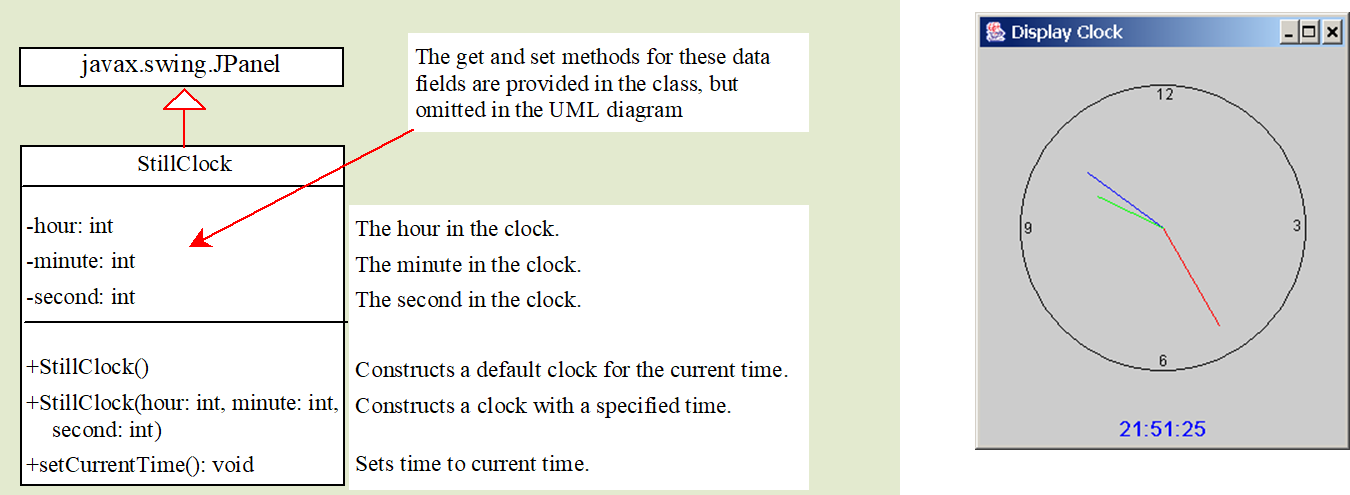 javax.swing.JPanel
The get and set methods for these data
fields are provided in the class, but
omitted in the UML diagram
StillClock
-hour: int
The hour in the clock.
-minute: int
The minute in the clock.
-second: int
The second in the clock.
+StillClock()
Constructs a default clock for the current time.
+StillClock(hour: int, minute: int,
second: int)
Constructs a clock with a specified time.
+setCurrentTime(): void
Sets time to current time.
Display Clock
12
9
3
6
21:51:25